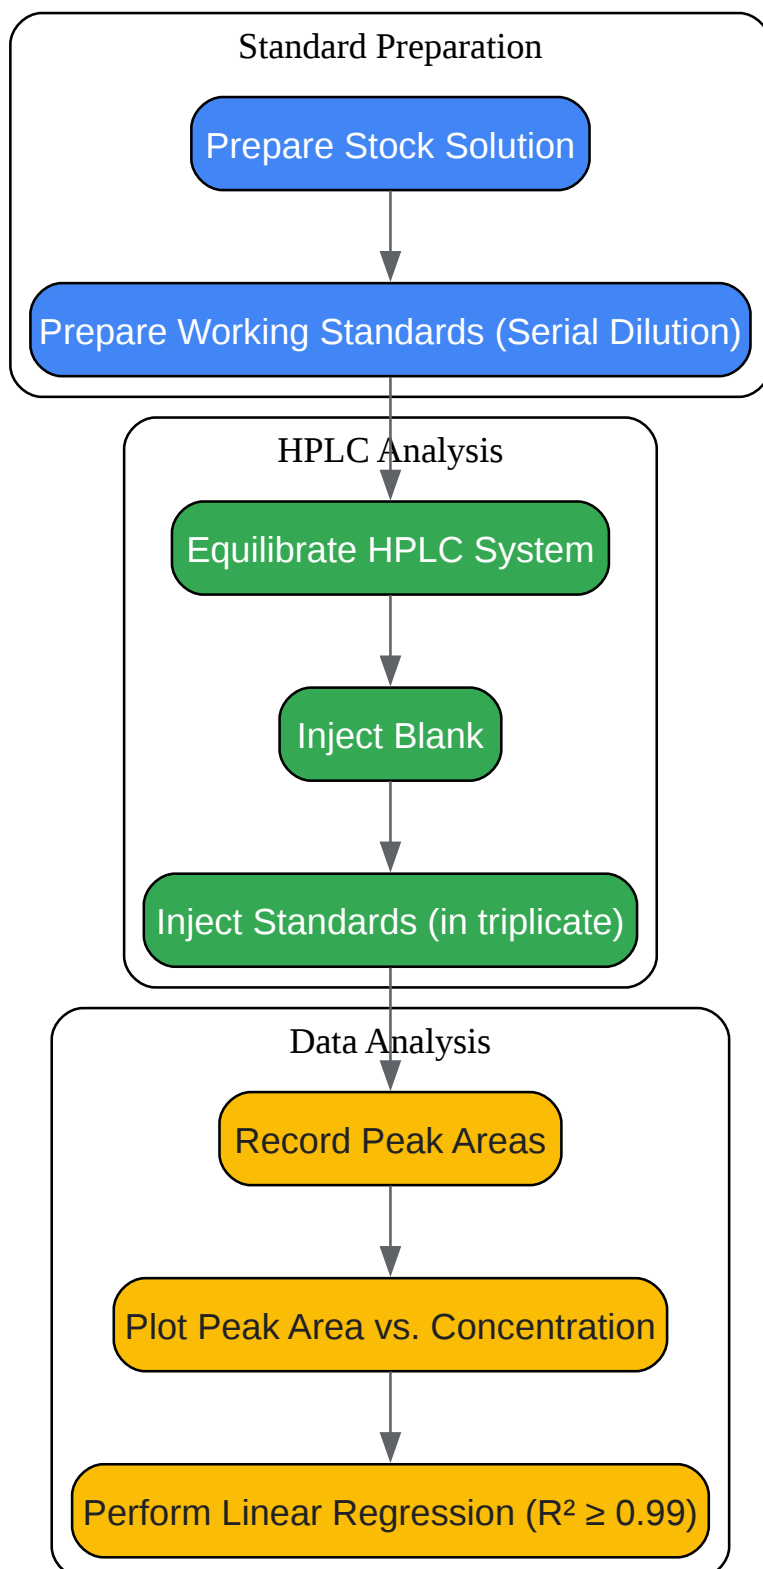 Standard Preparation
Prepare Stock Solution
Prepare Working Standards (Serial Dilution)
HPLC Analysis
Equilibrate HPLC System
Inject Blank
Inject Standards (in triplicate)
Data Analysis
Record Peak Areas
Plot Peak Area vs. Concentration
Perform Linear Regression (R² ≥ 0.99)